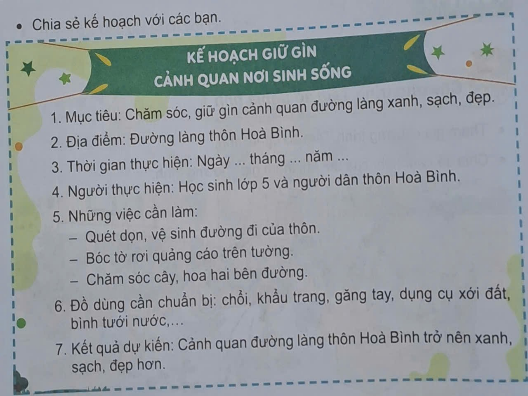 • Chia sẻ kế hoạch với các bạn.
KẾ HOẠCH GIỮ GÌN
CẢNH QUAN NƠI SINH SỐNG
1. Mục tiêu: Chăm sóc, giữ gìn cảnh quan đường làng xanh, sạch, đẹp.
2. Địa điểm: Đường làng thôn Hoà Bình.
3. Thời gian thực hiện: Ngày ... tháng ... năm ...
4. Người thực hiện: Học sinh lớp 5 và người dân thôn Hoà Bình.
5. Những việc cần làm:
– Quét dọn, vệ sinh đường đi của thôn.
– Bóc tờ rơi quảng cáo trên tường.
– Chăm sóc cây, hoa hai bên đường.
6. Đồ dùng cần chuẩn bị: chổi, khẩu trang, găng tay, dụng cụ xới đất,
bình tưới nước,...
7. Kết quả dự kiến: Cảnh quan đường làng thôn Hoà Bình trở nên xanh,
sạch, đẹp hơn.